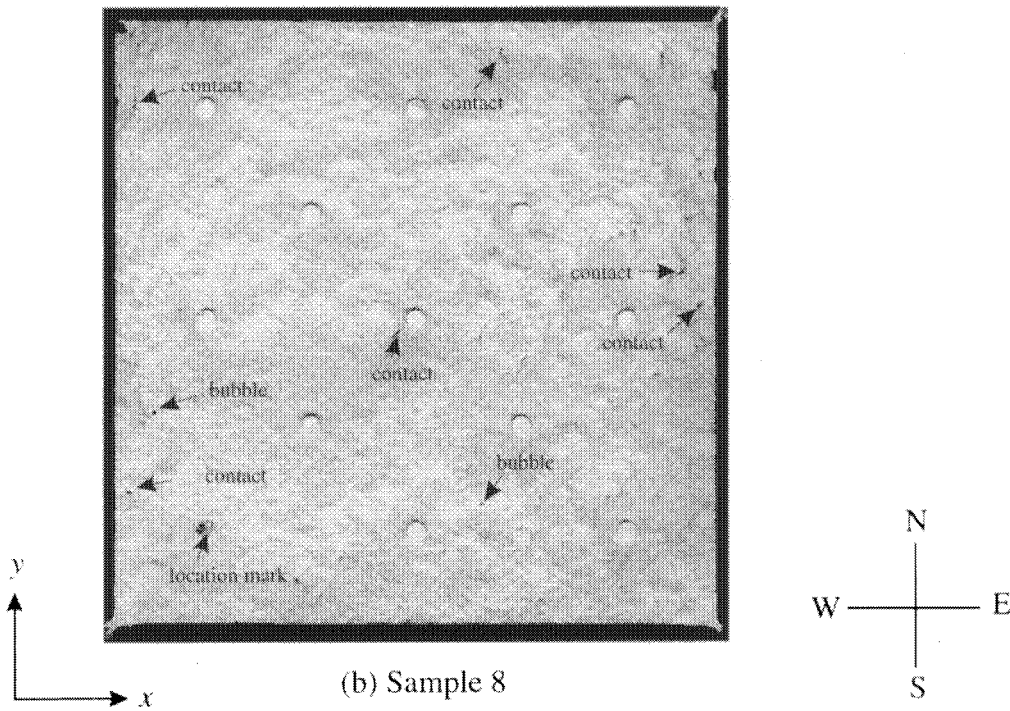 contact
contact
contact
contact
contact
bubble
bubble
contact
location mark
y
x
N
W
E
S
(b) Sample 8